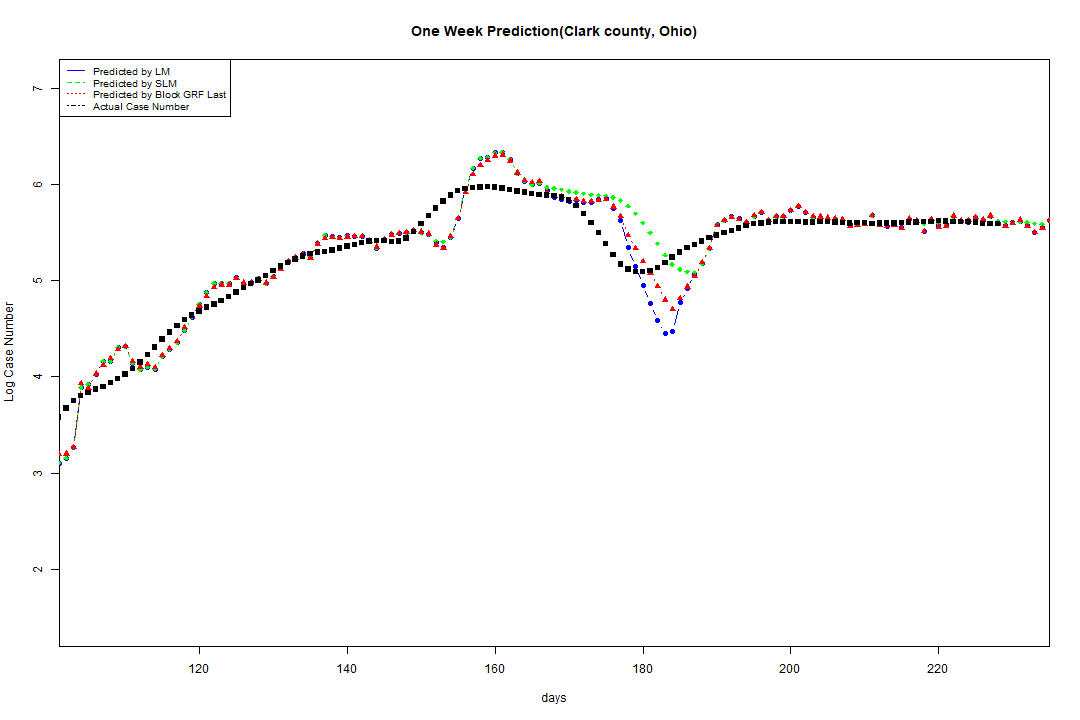 One Week Prediction(Clark county, Ohio)
Predicted by LM
Predicted by SLM
Predicted by Block GRF Last
Actual Case Number
7
6
5
4
3
2
Log Case Number
120 140 160 180 200 220
days